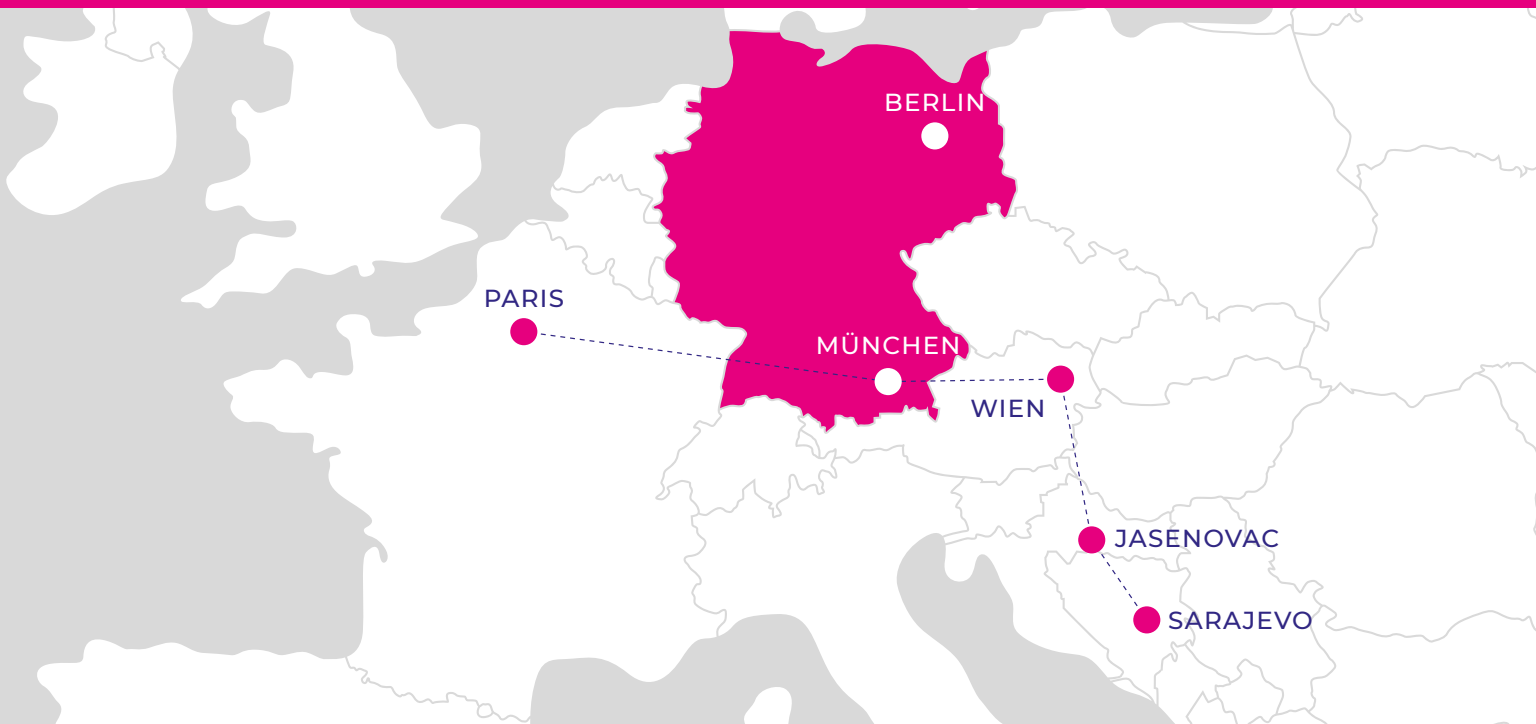 BERLIN
PARIS
MÜNCHEN
WIEN
JASENOVAC
SARAJEVO